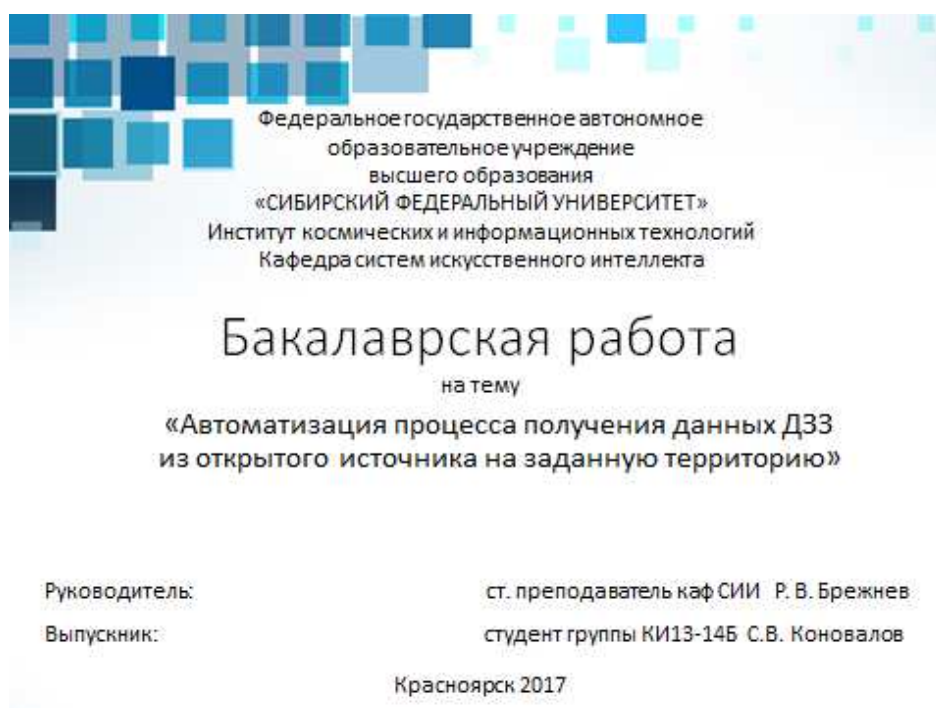 Федеральное государственное автономное
образовательное учреждение
высшего образования
«СИБИРСКИЙ ФЕДЕРАЛЬНЫЙ УНИВЕРСИТЕТ»
Институт космических и информационных технологий
Кафедра систем искусственного интеллекта
Бакалаврская работа
на тему
«Автоматизация процесса получения данных ДЗЗ
из открытого источника на заданную территорию»
Руководитель: ст. преподаватель каф СИИ Р. В. Брежнев
Выпускник: студент группы КИ13-14Б С.В. Коновалов
Красноярск 2017